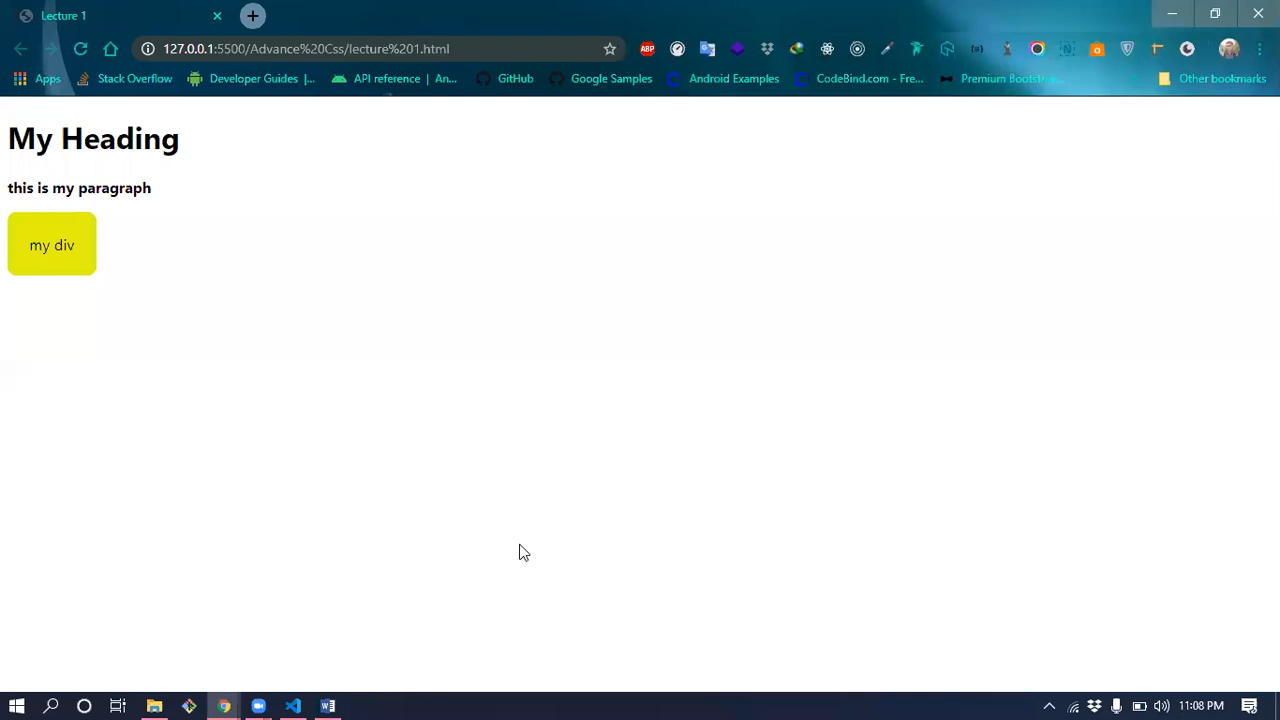 Lecture 1
127.0.0.1:5500/Advance%20Css/lecture%201.html
ABP
Apps Stack Overflow Developer Guides |... API reference | An... GitHub Google Samples Android Examples CodeBind.com - Fre... Premium Bootstr... Other bookmarks
My Heading
this is my paragraph
my div
11:08 PM